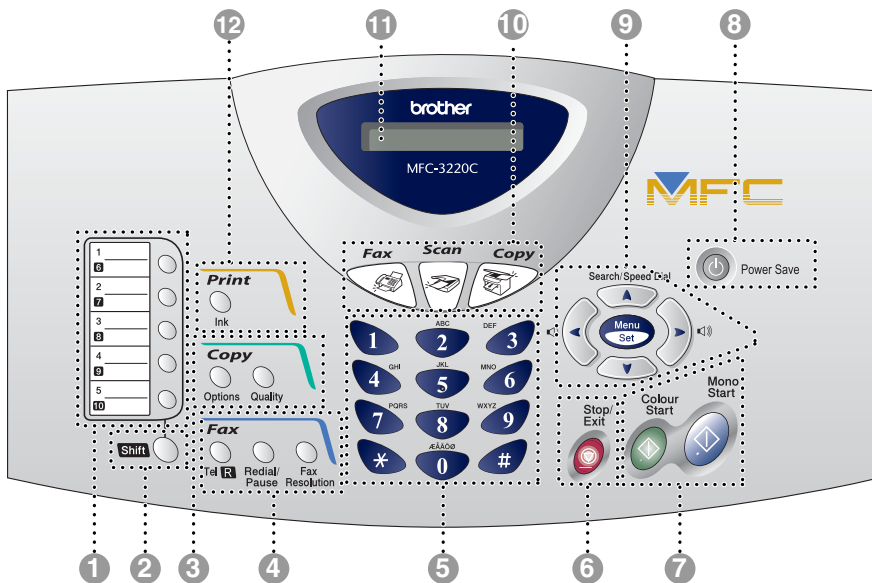 12 11 10 9 8
brother
MFC-3220C
MFC
Fax Scan Copy
Power Save
Search/Speed Dial
1
6
2
7
3
8
4
9
5
10
Shift
Print
Ink
Copy
Options Quality
Fax
Tel R
Redial/
Pause
Fax
Resolution
1
ABC
2
DEF
3
GHI
4
JKL
5
MNO
6
PQRS
7
TUV
8
WXYZ
9
*
ÆÅÄÖØ
0
#
Menu
Set
Stop/
Exit
Colour
Start
Mono
Start
1 2 3 4 5 6 7